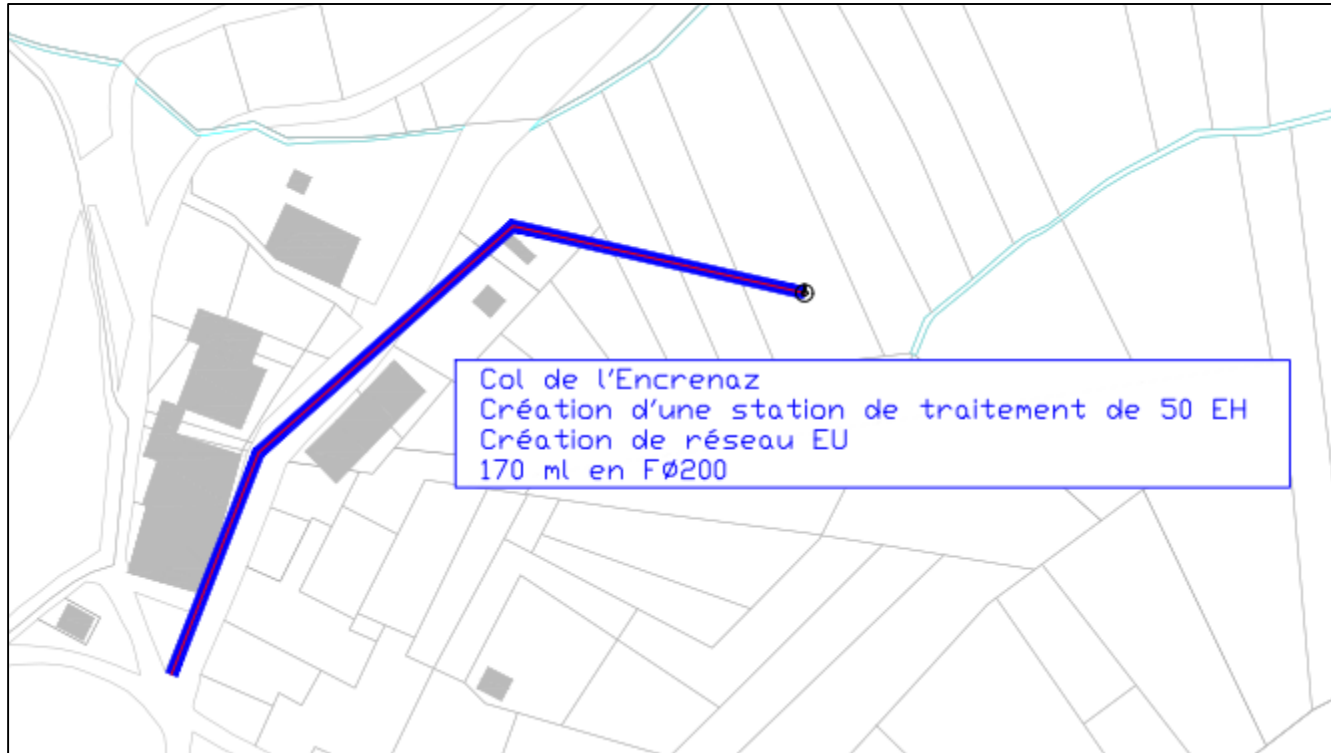 Col de l'Encrenaz
Création d'une station de traitement de 50 EH
Création de réseau EU
170 ml en FØ200